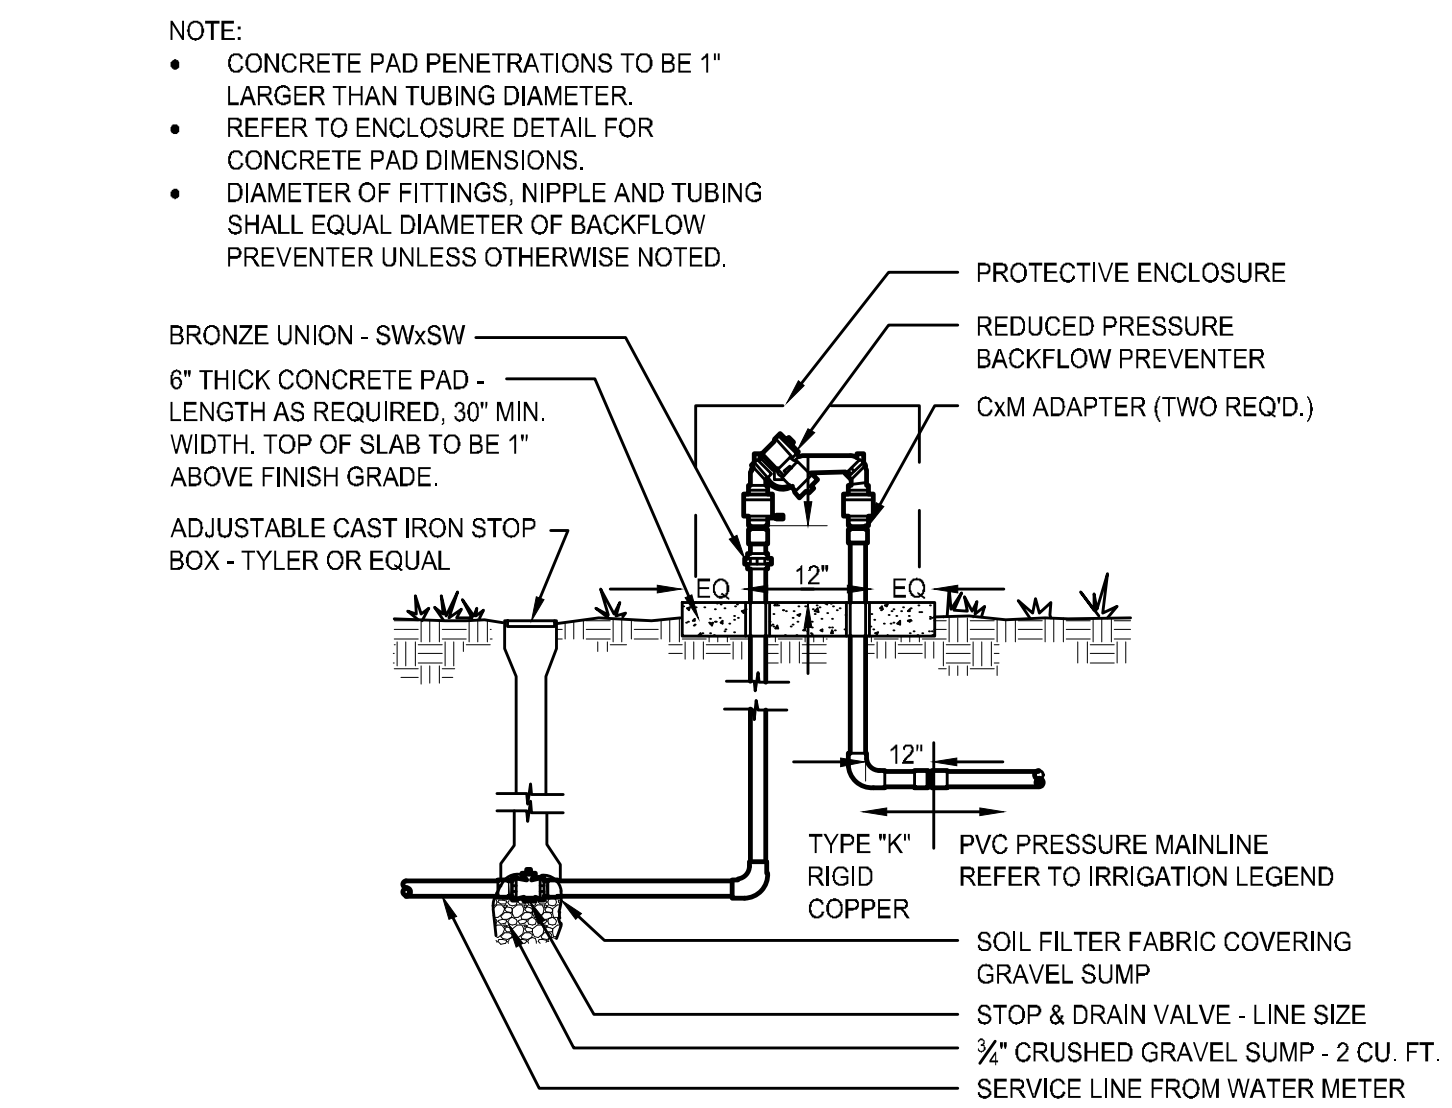 NOTE:
• CONCRETE PAD PENETRATIONS TO BE 1"
LARGER THAN TUBING DIAMETER.
• REFER TO ENCLOSURE DETAIL FOR
CONCRETE PAD DIMENSIONS.
• DIAMETER OF FITTINGS, NIPPLE AND TUBING
SHALL EQUAL DIAMETER OF BACKFLOW
PREVENTER UNLESS OTHERWISE NOTED.
BRONZE UNION - SWxSW
6" THICK CONCRETE PAD -
LENGTH AS REQUIRED, 30" MIN.
WIDTH. TOP OF SLAB TO BE 1"
ABOVE FINISH GRADE.
ADJUSTABLE CAST IRON STOP
BOX - TYLER OR EQUAL
PROTECTIVE ENCLOSURE
REDUCED PRESSURE
BACKFLOW PREVENTER
CxM ADAPTER (TWO REQ'D.)
EQ 12" EQ
12"
TYPE "K"
RIGID
COPPER
PVC PRESSURE MAINLINE
REFER TO IRRIGATION LEGEND
SOIL FILTER FABRIC COVERING
GRAVEL SUMP
STOP & DRAIN VALVE - LINE SIZE
¾" CRUSHED GRAVEL SUMP - 2 CU. FT.
SERVICE LINE FROM WATER METER